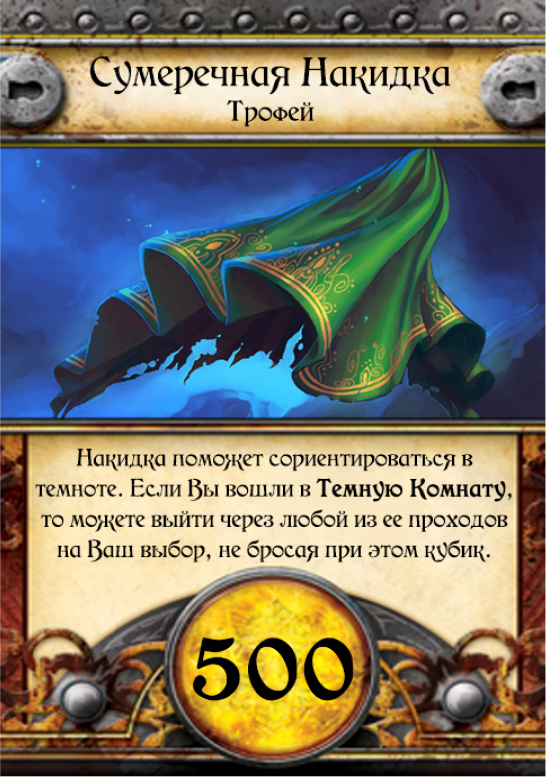 Сумеречная Накидка
Трофей
Накидка поможет сориентироваться в
темноте. Если Вы вошли в Темную Комнату,
то можете выйти через любой из ее проходов
на Ваш выбор, не бросая при этом кубик.
500